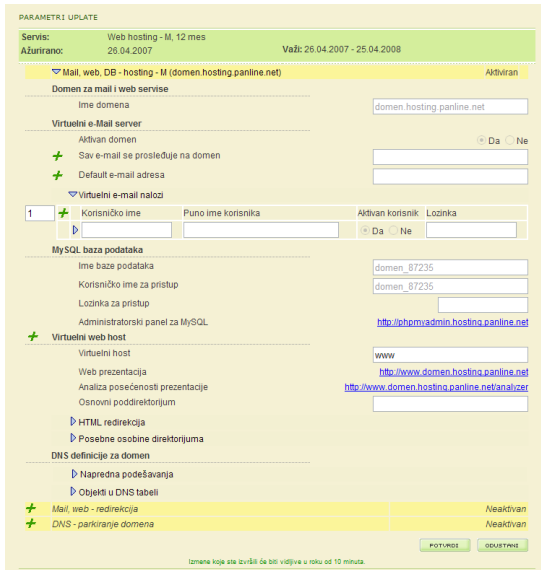 PARAMETRI UPLATE
Servis: Web hosting - M, 12 mes
Ažurirano: 26.04.2007 Važi: 26.04.2007 - 25.04.2008
Mail, web, DB - hosting - M (domen.hosting.panline.net) Aktiviran
Domen za mail i web servise
Ime domena domen.hosting.panline.net
Virtuelni e-Mail server
Aktivan domen Da Ne
Sav e-mail se prosleđuje na domen
Default e-mail adresa
Virtuelni e-mail nalozi
1 Korisničko ime Puno ime korisnika Aktivan korisnik Lozinka
Da Ne
MySQL baza podataka
Ime baze podataka domen_87235
Korisničko ime za pristup domen_87235
Lozinka za pristup
Administratorski panel za MySQL http://phpmyadmin.hosting.panline.net
Virtuelni web host
Virtuelni host www
Web prezentacija http://www.domen.hosting.panline.net
Analiza posećenosti prezentacije http://www.domen.hosting.panline.net/analyzer
Osnovni poddirektorijum
HTML redirekcija
Posebne osobine direktorijuma
DNS definicije za domen
Napredna podešavanja
Objekti u DNS tabeli
Mail, web - redirekcija Neaktivan
DNS - parkiranje domena Neaktivan
POTVRDI ODUSTANI
Izmene koje ste izvršili će biti vidljive u roku od 10 minuta.